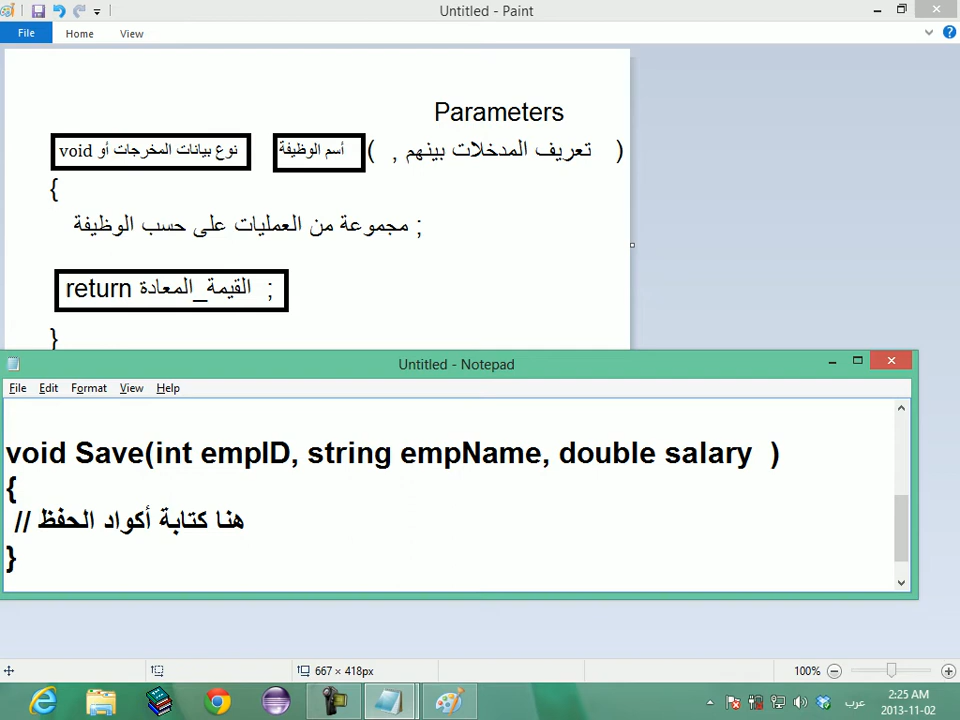 Untitled - Paint
File Home View
Parameters
نوع بيانات المخرجات أو void أسم الوظيفة ( تعريف المدخلات بينهم , )
{
مجموعة من العمليات على حسب الوظيفة ;
return القيمة_المعادة ;
}
Untitled - Notepad
File Edit Format View Help
void Save(int empID, string empName, double salary )
{
// هنا كتابة أكواد الحفظ
}
667 × 418px 100%
عرب 2:25 AM
2013-11-02